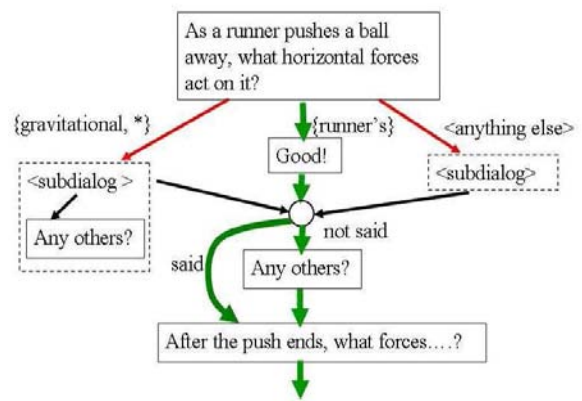 As a runner pushes a ball
away, what horizontal forces
act on it?
{gravitational, *}
{runner's}
<anything else>
Good!
<subdialog >
<subdialog>
Any others?
not said
said
Any others?
After the push ends, what forces….?